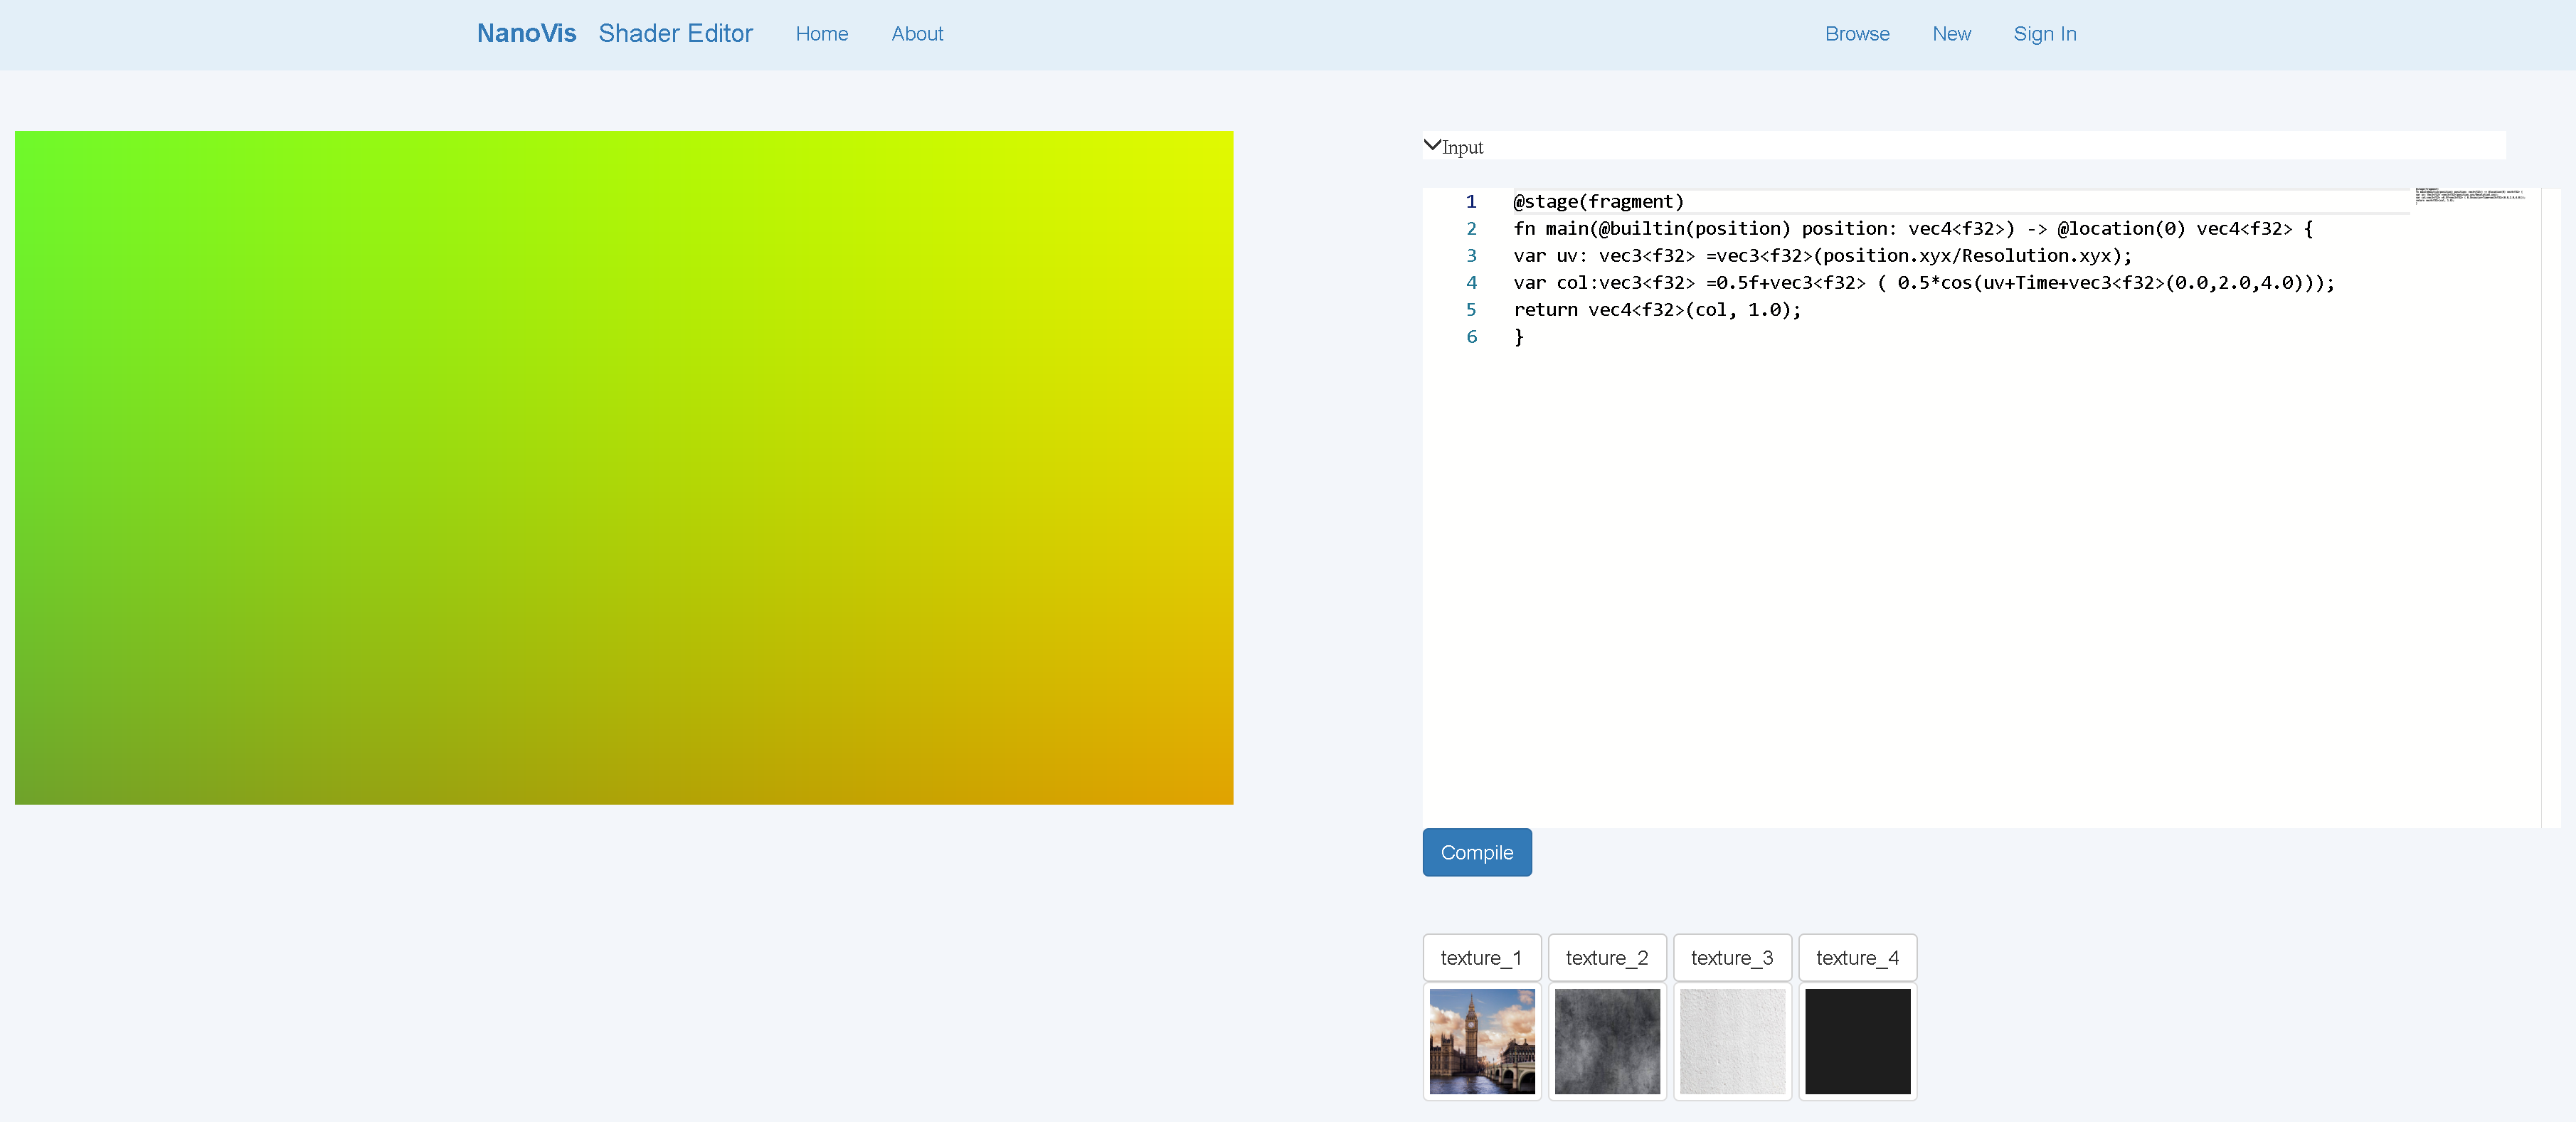 NanoVis Shader Editor Home About Browse New Sign In
Input
1 @stage(fragment)
2 fn main(@builtin(position) position: vec4<f32>) -> @location(0) vec4<f32> {
3 var uv: vec3<f32> =vec3<f32>(position.xyx/Resolution.xyx);
4 var col:vec3<f32> =0.5f+vec3<f32> ( 0.5*cos(uv+Time+vec3<f32>(0.0,2.0,4.0)));
5 return vec4<f32>(col, 1.0);
6 }
Compile
texture_1 texture_2 texture_3 texture_4